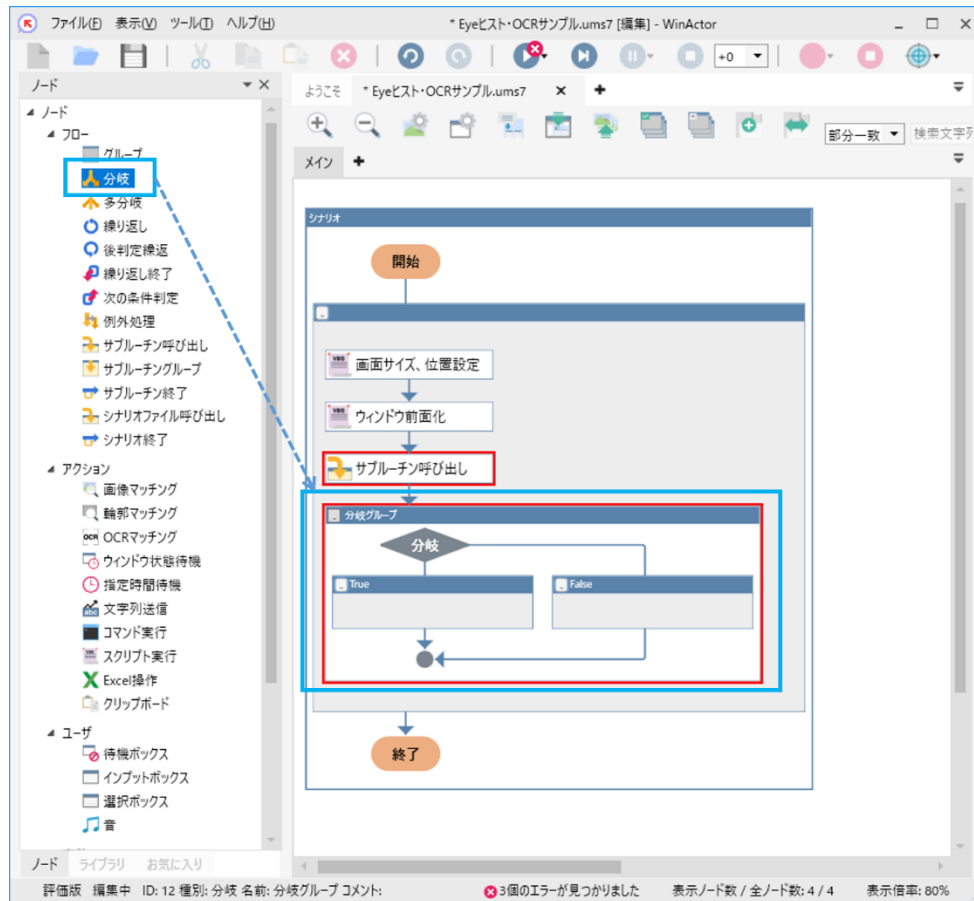 ファイル(F) 表示(V) ツール(T) ヘルプ(H)
* Eyeヒスト・OCRサンプル.ums7 [編集] - WinActor
+0
ノード
ようこそ
* Eyeヒスト・OCRサンプル.ums7
部分一致
検索文字列
メイン
ノード
フロー
グループ
分岐
多分岐
繰り返し
後判定繰返
繰り返し終了
次の条件判定
例外処理
サブルーチン呼び出し
サブルーチングループ
サブルーチン終了
シナリオファイル呼び出し
シナリオ終了
アクション
画像マッチング
輪郭マッチング
OCR OCRマッチング
ウィンドウ状態待機
指定時間待機
abc 文字列送信
コマンド実行
スクリプト実行
Excel操作
クリップボード
ユーザ
待機ボックス
インプットボックス
選択ボックス
音
ノード ライブラリ お気に入り
シナリオ
開始
VBS 画面サイズ、位置設定
VBS ウィンドウ前面化
サブルーチン呼び出し
分岐グループ
分岐
True
False
終了
評価版 編集中 ID: 12 種別: 分岐 名前: 分岐グループ コメント:
3個のエラーが見つかりました
表示ノード数 / 全ノード数: 4 / 4
表示倍率: 80%